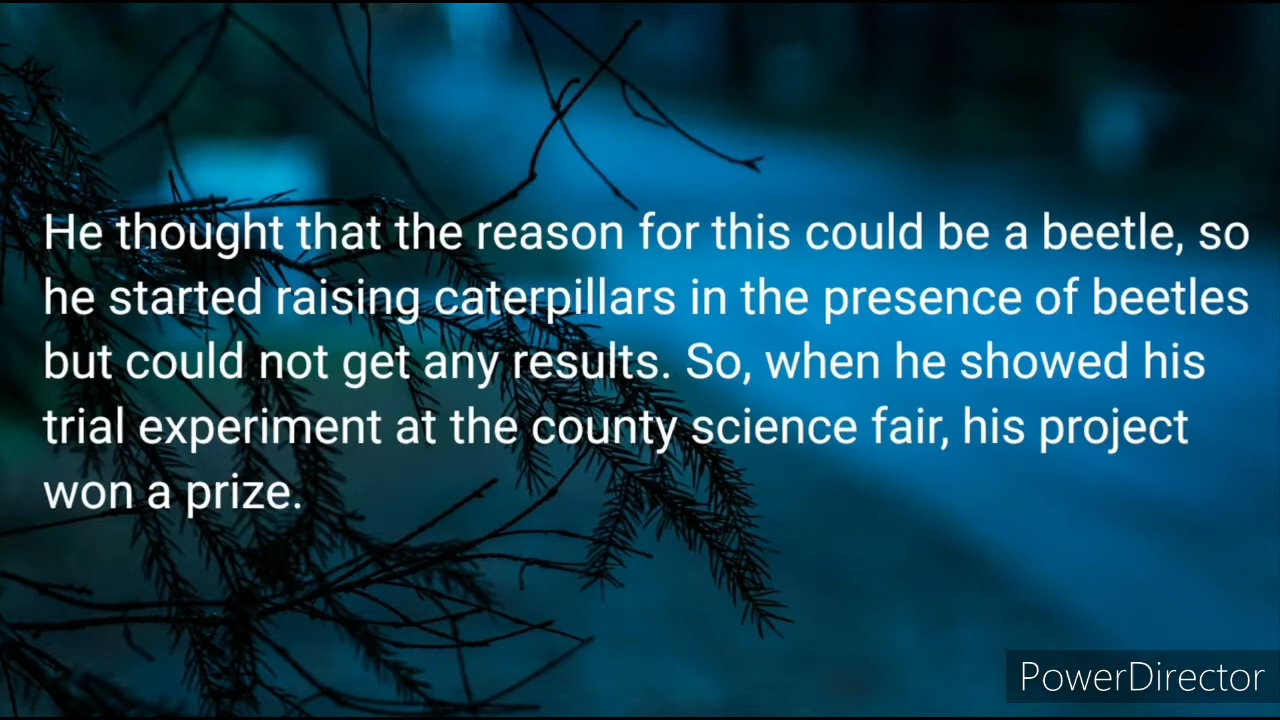 He thought that the reason for this could be a beetle, so
he started raising caterpillars in the presence of beetles
but could not get any results. So, when he showed his
trial experiment at the county science fair, his project
won a prize.
PowerDirector